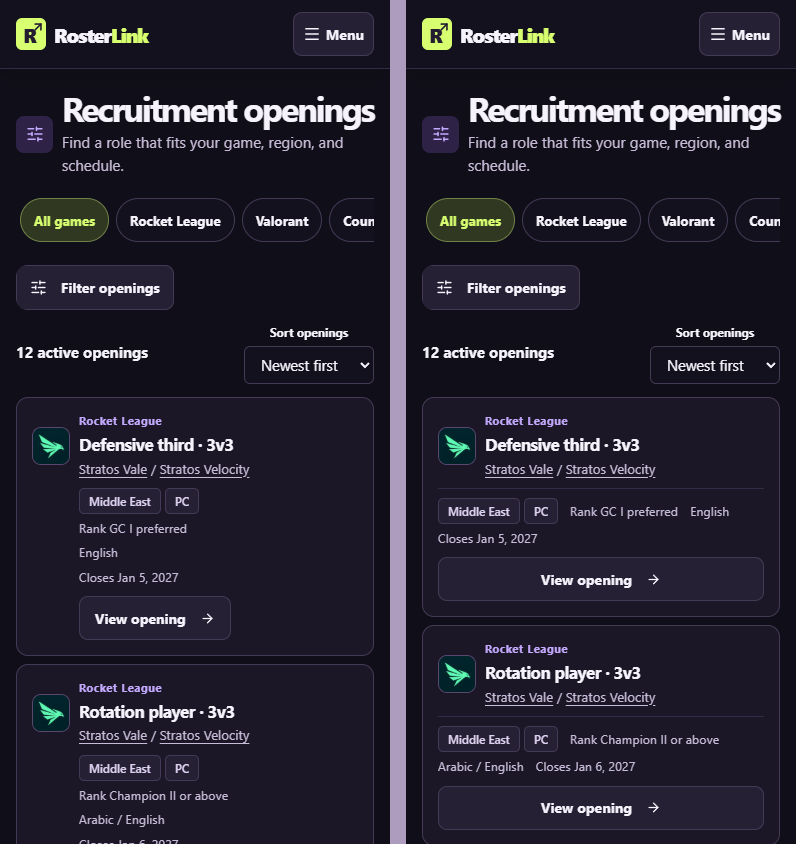 RosterLink
Menu
Recruitment openings
Find a role that fits your game, region, and
schedule.
All games
Rocket League
Valorant
Coun
Filter openings
Sort openings
12 active openings
Newest first
Rocket League
Defensive third · 3v3
Stratos Vale / Stratos Velocity
Middle East
PC
Rank GC I preferred
English
Closes Jan 5, 2027
View opening
Rocket League
Rotation player · 3v3
Stratos Vale / Stratos Velocity
Middle East
PC
Rank Champion II or above
Arabic / English
Closes Jan 6, 2027
RosterLink
Menu
Recruitment openings
Find a role that fits your game, region, and
schedule.
All games
Rocket League
Valorant
Coun
Filter openings
Sort openings
12 active openings
Newest first
Rocket League
Defensive third · 3v3
Stratos Vale / Stratos Velocity
Middle East PC Rank GC I preferred English
Closes Jan 5, 2027
View opening
Rocket League
Rotation player · 3v3
Stratos Vale / Stratos Velocity
Middle East PC Rank Champion II or above
Arabic / English Closes Jan 6, 2027
View opening